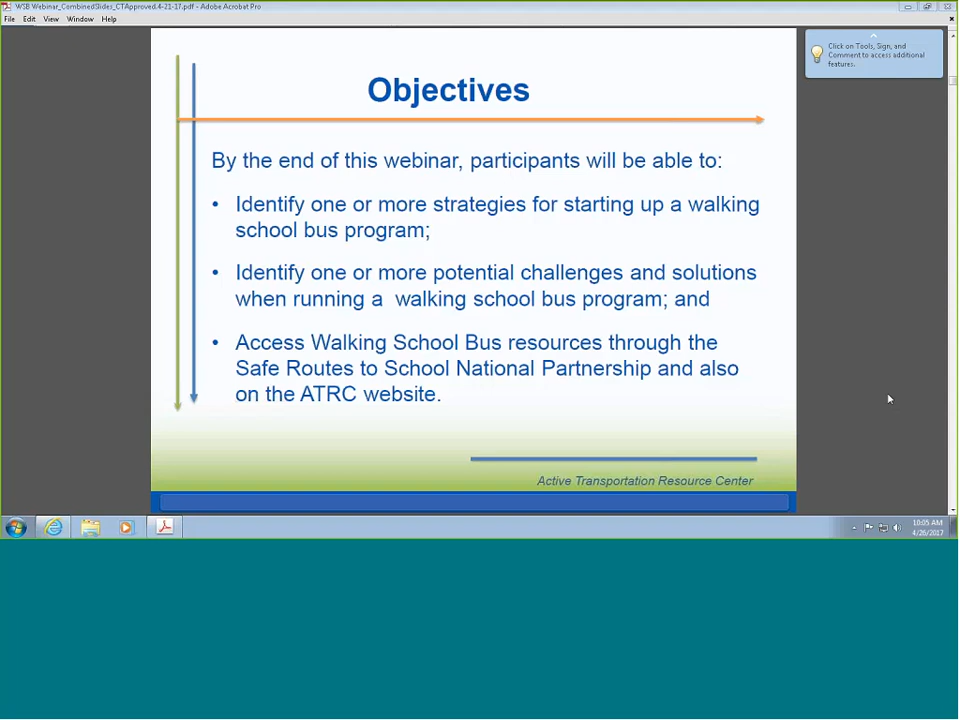 WSB Webinar_CombinedSlides_CTApproved.4-21-17.pdf - Adobe Acrobat Pro
File Edit View Window Help
Click on Tools, Sign, and
Comment to access additional
features.
Objectives
By the end of this webinar, participants will be able to:
• Identify one or more strategies for starting up a walking
school bus program;
• Identify one or more potential challenges and solutions
when running a walking school bus program; and
• Access Walking School Bus resources through the
Safe Routes to School National Partnership and also
on the ATRC website.
Active Transportation Resource Center
10:05 AM
4/26/2017